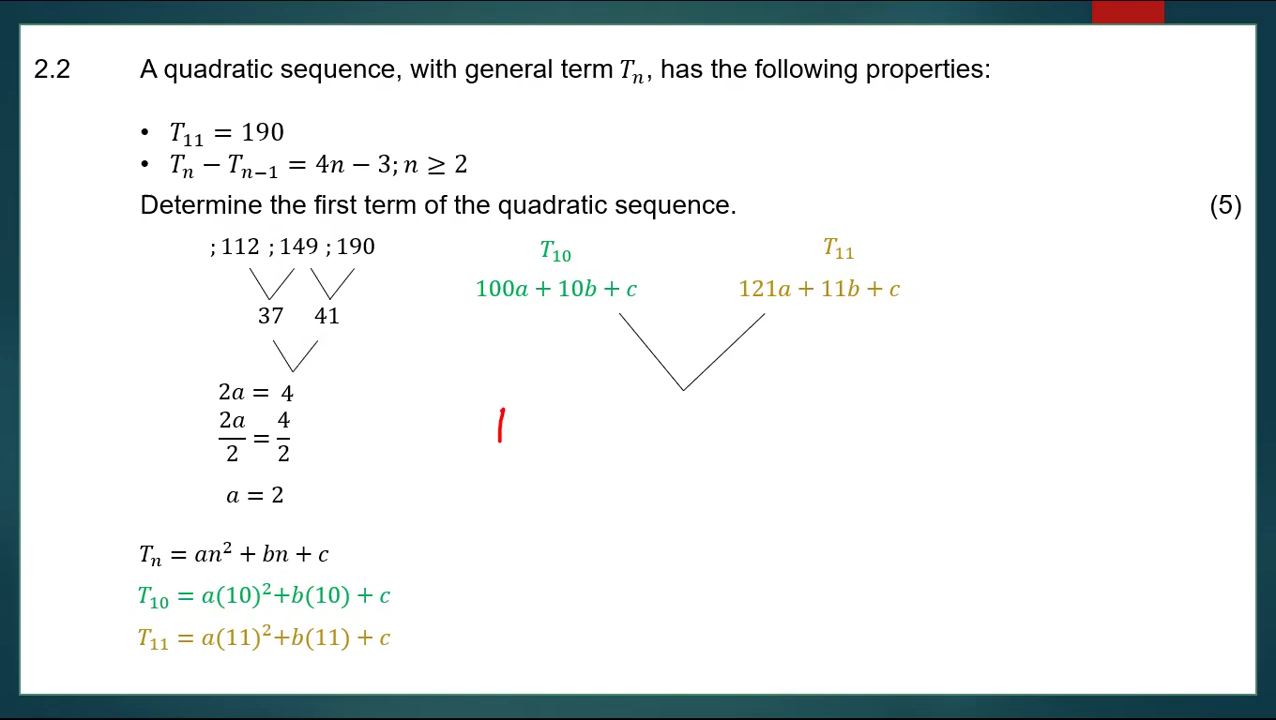 2.2 A quadratic sequence, with general term Tₙ, has the following properties:
• T₁₁ = 190
• Tₙ − Tₙ₋₁ = 4n − 3; n ≥ 2
Determine the first term of the quadratic sequence. (5)
; 112 ; 149 ; 190
T₁₀ T₁₁
100a + 10b + c 121a + 11b + c
37 41
2a = 4
2a/2 = 4/2
a = 2
Tₙ = an² + bn + c
T₁₀ = a(10)²+b(10) + c
T₁₁ = a(11)²+b(11) + c